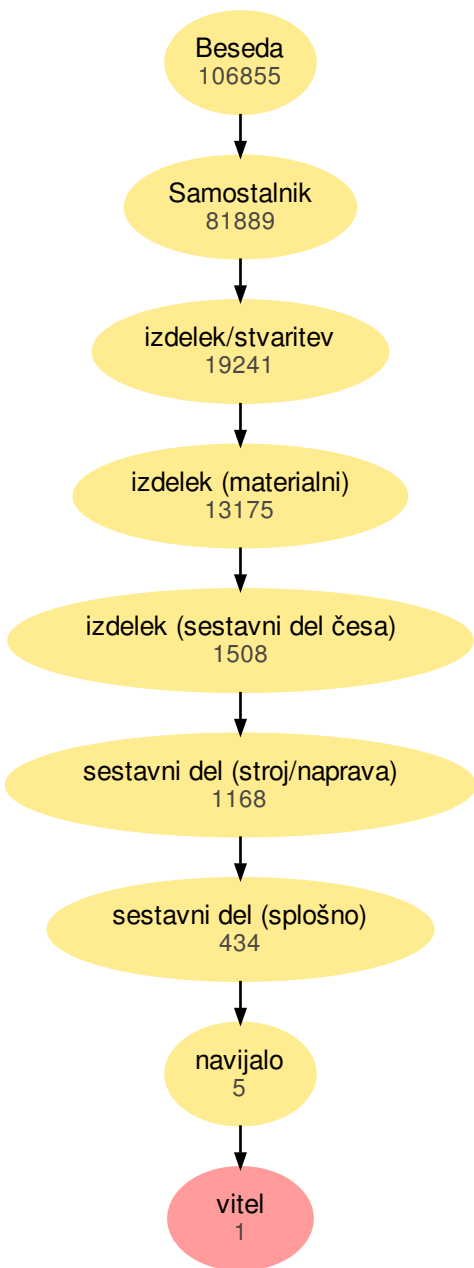 Beseda
106855
Samostalnik
81889
izdelek/stvaritev
19241
izdelek (materialni)
13175
izdelek (sestavni del česa)
1508
sestavni del (stroj/naprava)
1168
sestavni del (splošno)
434
navijalo
5
vitel
1